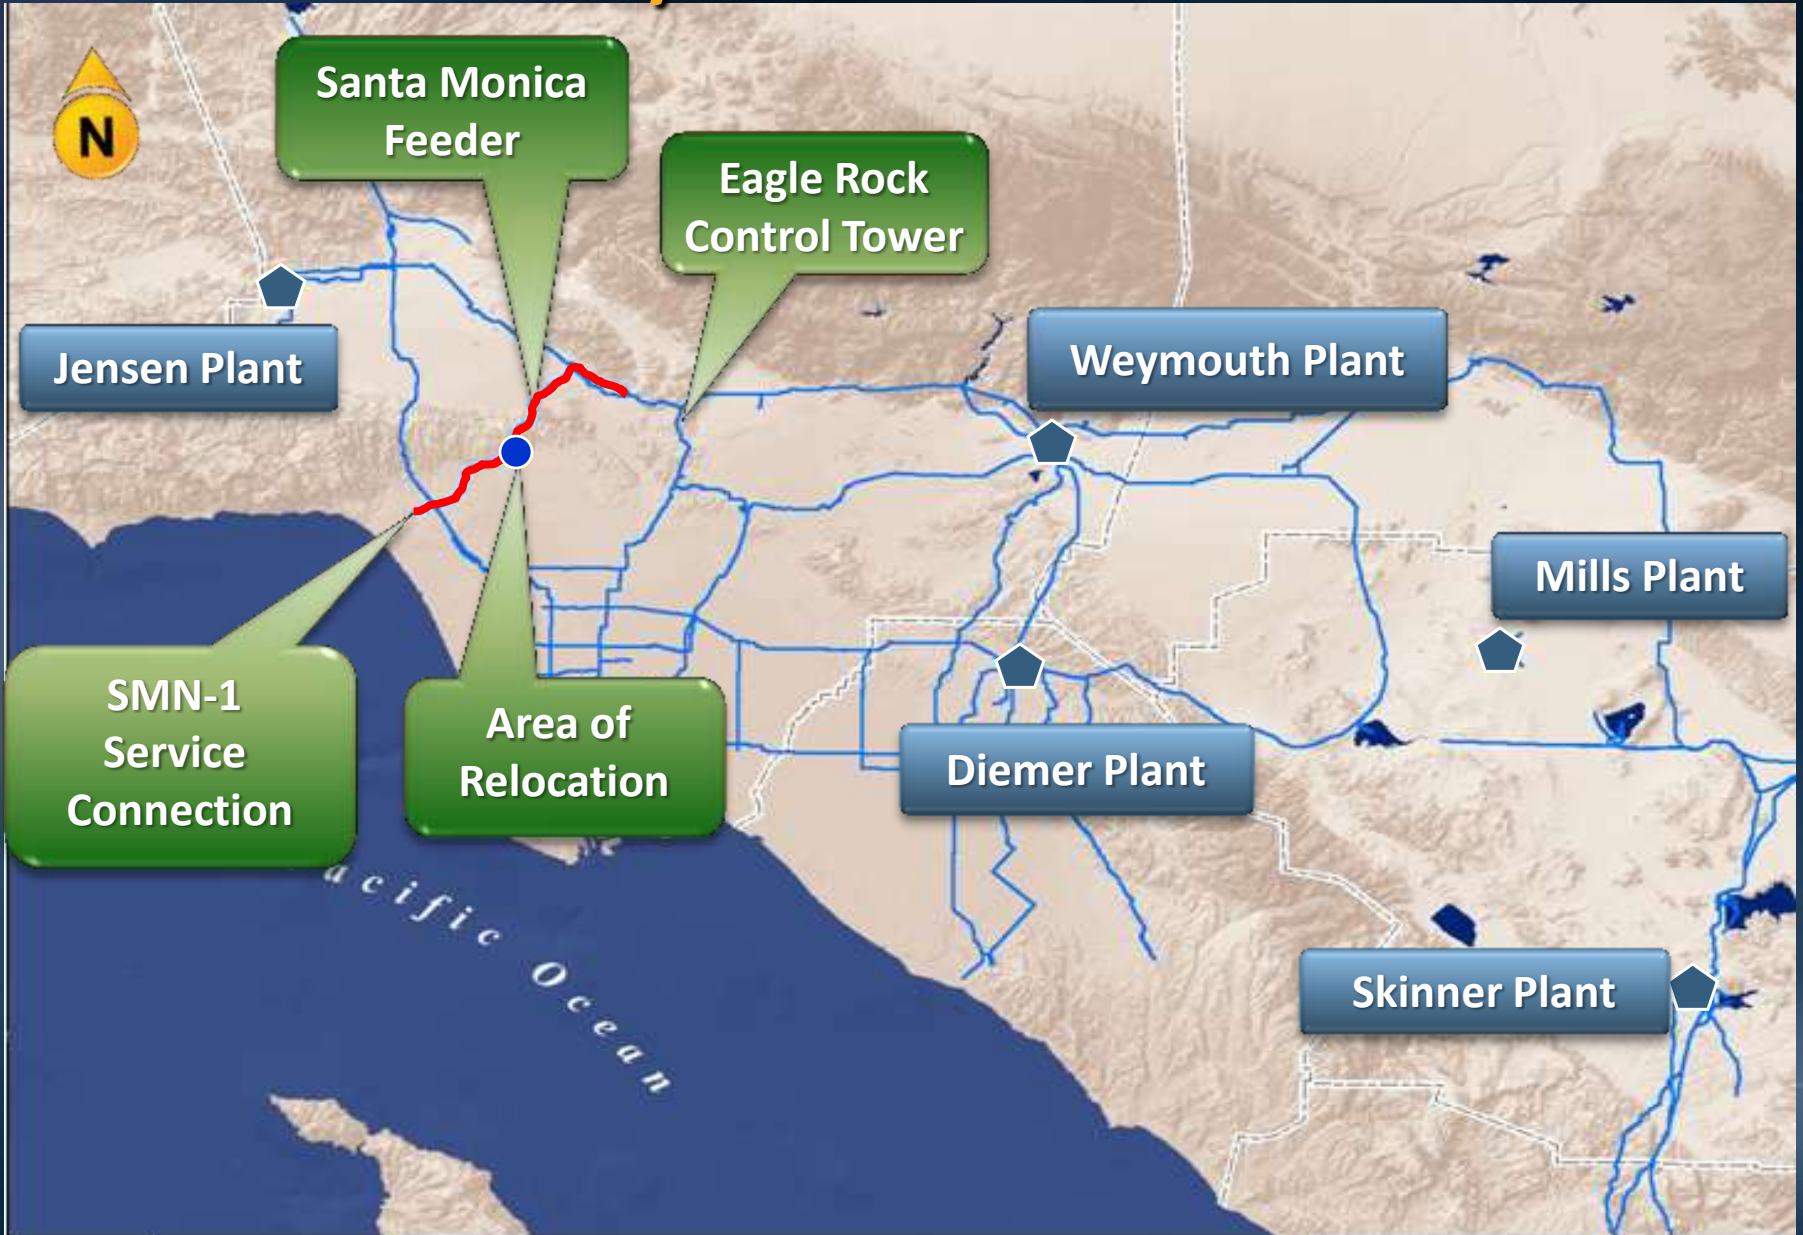 N
Santa Monica
Feeder
Eagle Rock
Control Tower
Jensen Plant
Weymouth Plant
Mills Plant
SMN-1
Service
Connection
Area of
Relocation
Diemer Plant
Skinner Plant
acific Ocean